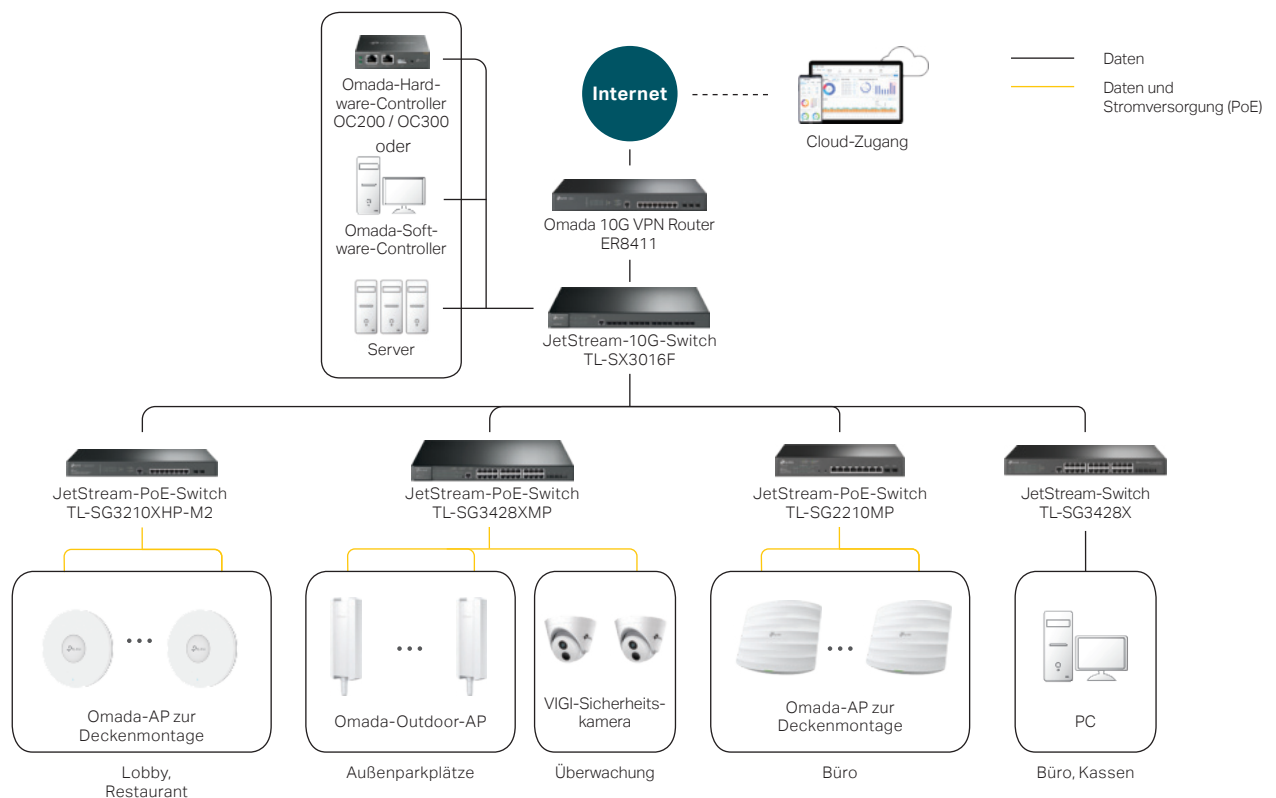 Omada-Hard-
ware-Controller
OC200 / OC300
oder
Omada-Soft-
ware-Controller
Server
Internet
Cloud-Zugang
Daten
Daten und
Stromversorgung (PoE)
Omada 10G VPN Router
ER8411
JetStream-10G-Switch
TL-SX3016F
JetStream-PoE-Switch
TL-SG3210XHP-M2
JetStream-PoE-Switch
TL-SG3428XMP
JetStream-PoE-Switch
TL-SG2210MP
JetStream-Switch
TL-SG3428X
Omada-AP zur
Deckenmontage
Omada-Outdoor-AP
VIGI-Sicherheits-
kamera
Omada-AP zur
Deckenmontage
PC
Lobby,
Restaurant
Außenparkplätze
Überwachung
Büro
Büro, Kassen